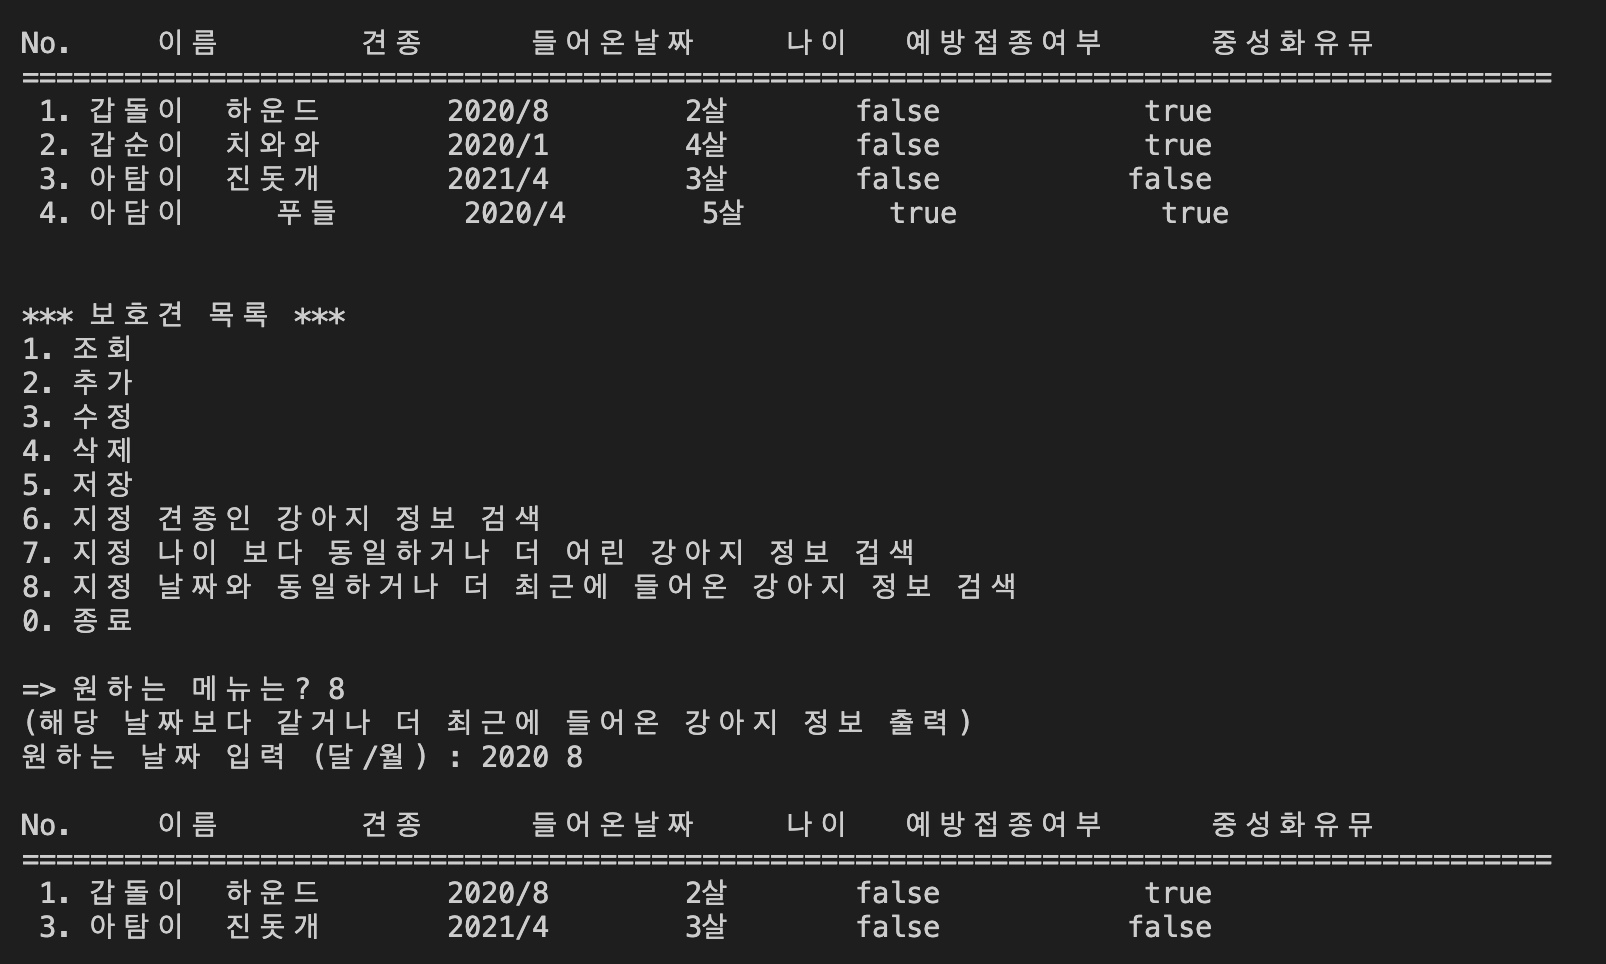 No. 이름 견종 들어온날짜 나이 예방접종여부 중성화유뮤
==========================================================================================
1. 갑돌이 하운드 2020/8 2살 false true
2. 갑순이 치와와 2020/1 4살 false true
3. 아탐이 진돗개 2021/4 3살 false false
4. 아담이 푸들 2020/4 5살 true true
*** 보호견 목록 ***
1. 조회
2. 추가
3. 수정
4. 삭제
5. 저장
6. 지정 견종인 강아지 정보 검색
7. 지정 나이 보다 동일하거나 더 어린 강아지 정보 겁색
8. 지정 날짜와 동일하거나 더 최근에 들어온 강아지 정보 검색
0. 종료
=> 원하는 메뉴는? 8
(해당 날짜보다 같거나 더 최근에 들어온 강아지 정보 출력)
원하는 날짜 입력 (달/월) : 2020 8
No. 이름 견종 들어온날짜 나이 예방접종여부 중성화유뮤
==========================================================================================
1. 갑돌이 하운드 2020/8 2살 false true
3. 아탐이 진돗개 2021/4 3살 false false